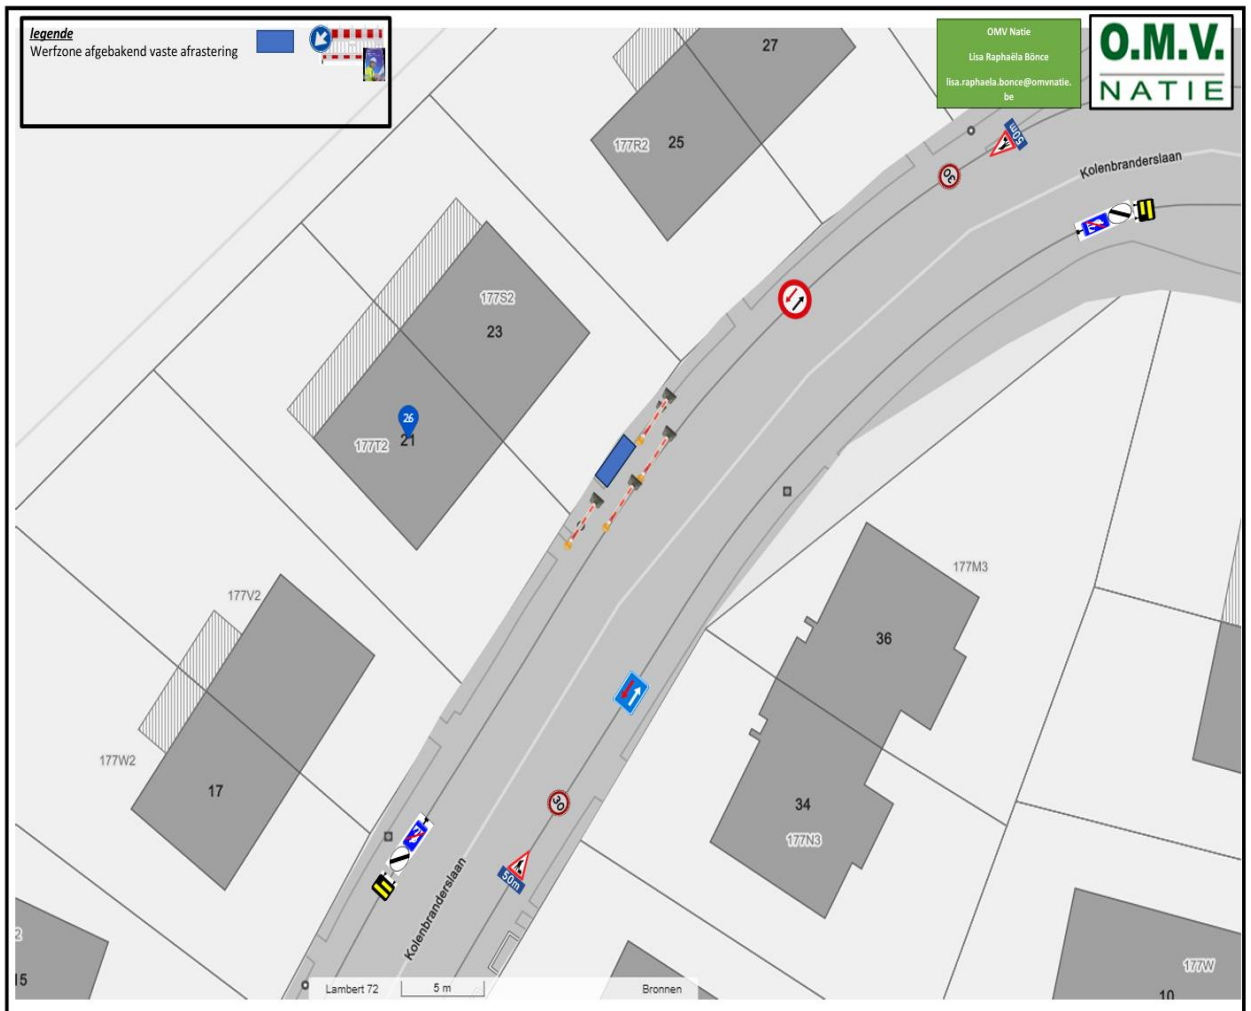 legende
Werfzone afgebakend vaste afrastering
OMV Natie
Lisa Raphaëla Bönce
lisa.raphaela.bonce@omvnatie.
be
O.M.V.
NATIE
27
25
177R2
50m
30
Kolenbranderslaan
177S2
23
26
177T2
21
177V2
177M3
36
177W2
17
34
177N3
30
50m
Kolenbranderslaan
2
15
177W
10
Lambert 72
5 m
Bronnen